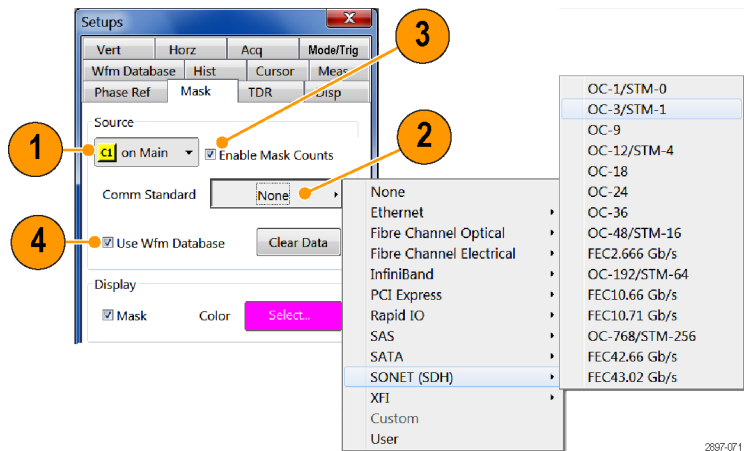 Setups
X
3
Vert Horz Acq Mode/Trig
Wfm Database Hist Cursor Meas
Phase Ref Mask TDR Disp
Source
1
C1 on Main
Enable Mask Counts
2
Comm Standard None
4
Use Wfm Database Clear Data
Display
Mask Color Select...
None
Ethernet
Fibre Channel Optical
Fibre Channel Electrical
InfiniBand
PCI Express
Rapid IO
SAS
SATA
SONET (SDH)
XFI
Custom
User
OC-1/STM-0
OC-3/STM-1
OC-9
OC-12/STM-4
OC-18
OC-24
OC-36
OC-48/STM-16
FEC2.666 Gb/s
OC-192/STM-64
FEC10.66 Gb/s
FEC10.71 Gb/s
OC-768/STM-256
FEC42.66 Gb/s
FEC43.02 Gb/s
2897-071